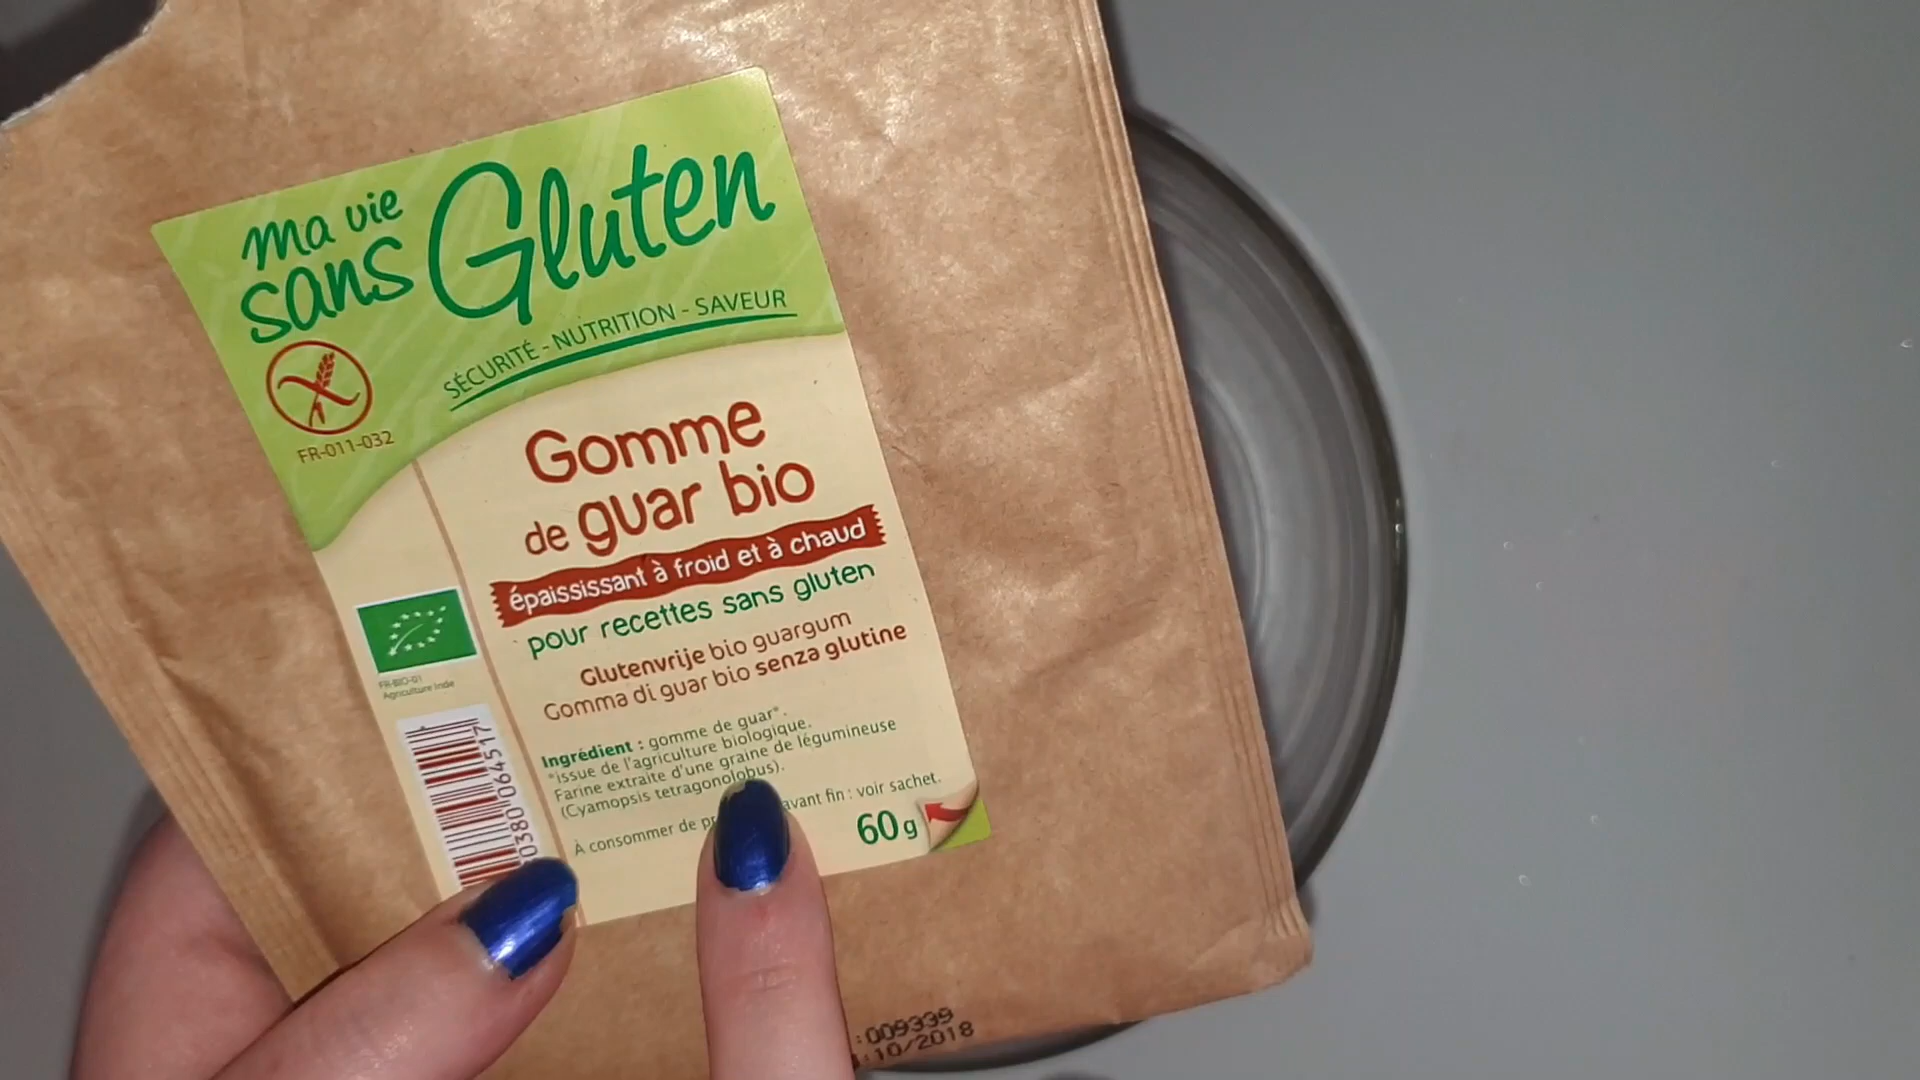 ma vie
sans Gluten
SÉCURITÉ - NUTRITION - SAVEUR
FR-011-032
Gomme
de guar bio
épaississant à froid et à chaud
pour recettes sans gluten
Glutenvrije bio guargum
Gomma di guar bio senza glutine
FR-BIO-01
Agriculture Inde
Ingrédient : gomme de guar*.
*issue de l'agriculture biologique.
Farine extraite d'une graine de légumineuse
(Cyamopsis tetragonolobus).
À consommer de avant fin : voir sachet.
60 g
0380 064517
:009339
:10/2018